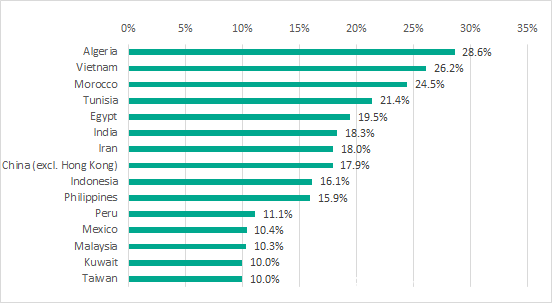 0% 5% 10% 15% 20% 25% 30% 35%
Algeria 28.6%
Vietnam 26.2%
Morocco 24.5%
Tunisia 21.4%
Egypt 19.5%
India 18.3%
Iran 18.0%
China (excl. Hong Kong) 17.9%
Indonesia 16.1%
Philippines 15.9%
Peru 11.1%
Mexico 10.4%
Malaysia 10.3%
Kuwait 10.0%
Taiwan 10.0%